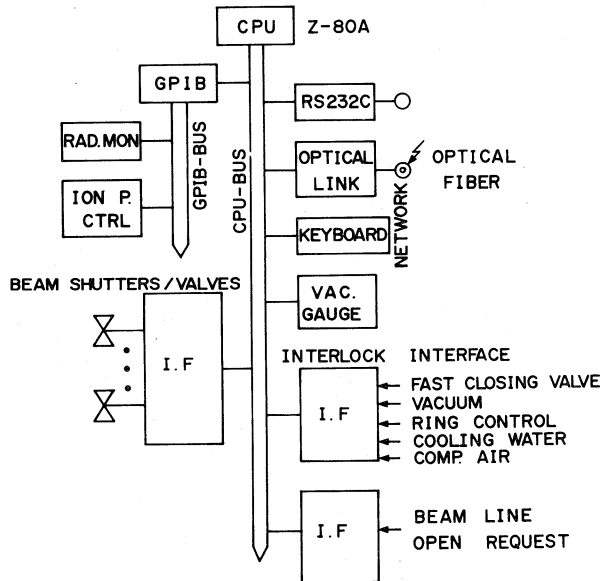 CPU Z-80A
GPIB
RS232C
RAD.MON
GPIB-BUS
CPU-BUS
OPTICAL
LINK
OPTICAL
FIBER
NETWORK
ION P.
CTRL
KEYBOARD
BEAM SHUTTERS/VALVES
VAC.
GAUGE
I.F
INTERLOCK INTERFACE
I.F
FAST CLOSING VALVE
VACUUM
RING CONTROL
COOLING WATER
COMP. AIR
I.F
BEAM LINE
OPEN REQUEST